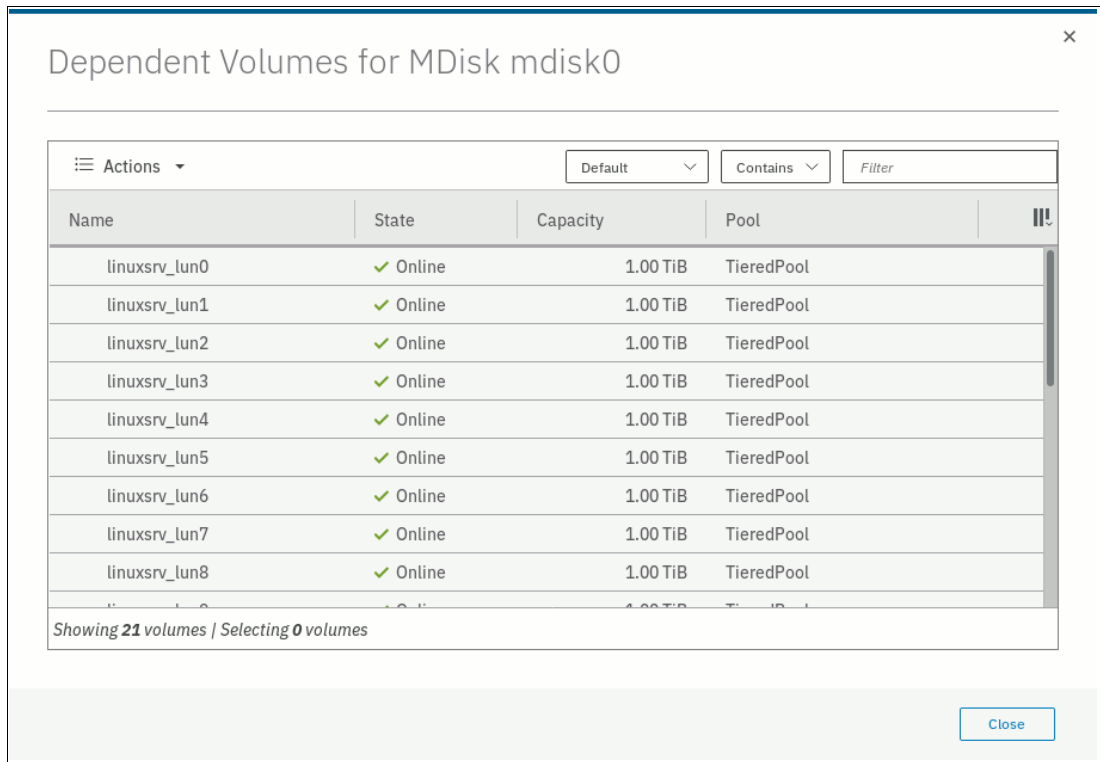 Dependent Volumes for MDisk mdisk0
Actions Default Contains Filter
Name State Capacity Pool
linuxsrv_lun0 Online 1.00 TiB TieredPool
linuxsrv_lun1 Online 1.00 TiB TieredPool
linuxsrv_lun2 Online 1.00 TiB TieredPool
linuxsrv_lun3 Online 1.00 TiB TieredPool
linuxsrv_lun4 Online 1.00 TiB TieredPool
linuxsrv_lun5 Online 1.00 TiB TieredPool
linuxsrv_lun6 Online 1.00 TiB TieredPool
linuxsrv_lun7 Online 1.00 TiB TieredPool
linuxsrv_lun8 Online 1.00 TiB TieredPool
Showing 21 volumes | Selecting 0 volumes
Close